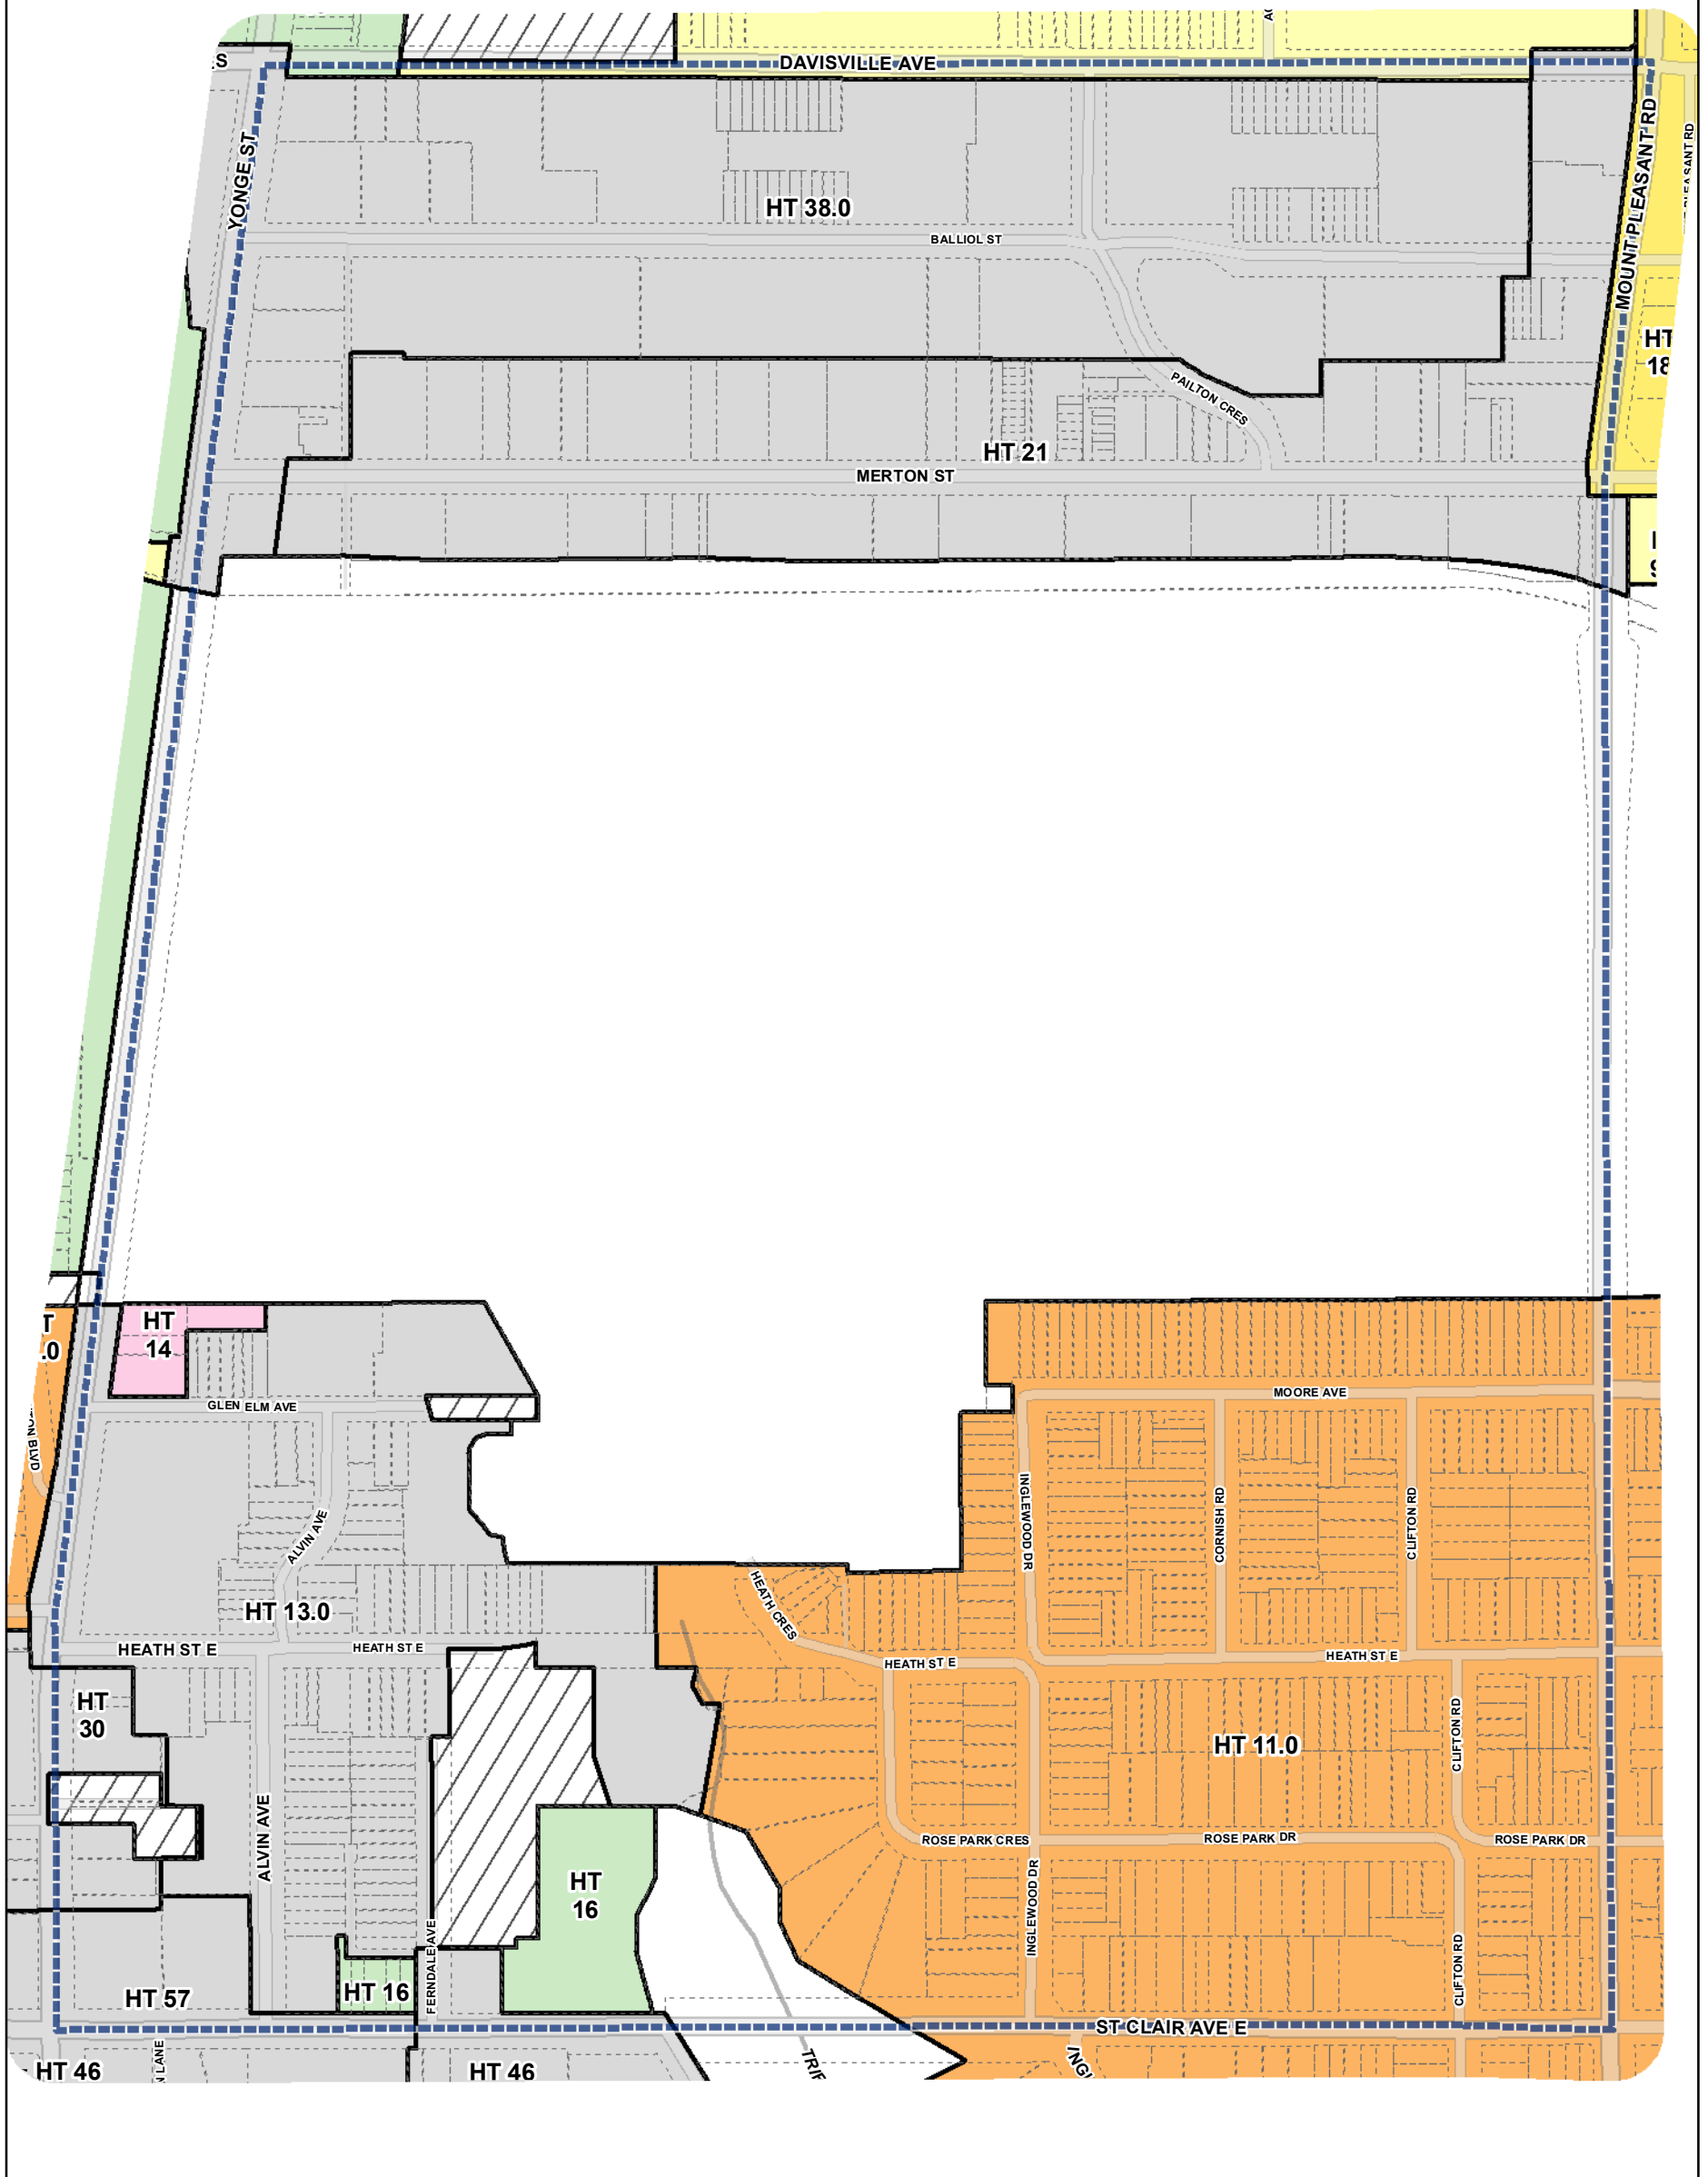 DAVISVILLE AVE
YONGE ST
MOUNT PLEASANT RD
HT 38.0
BALLIOL ST
HT
18
PAILTON CRES
HT 21
MERTON ST
HT
14
GLEN ELM AVE
MOORE AVE
INGLEWOOD DR
CORNISH RD
CLIFTON RD
ALVIN AVE
HEATH CRES
HT 13.0
HEATH ST E
HEATH ST E
HEATH ST E
HEATH ST E
HT
30
CLIFTON RD
HT 11.0
ALVIN AVE
ROSE PARK CRES
ROSE PARK DR
ROSE PARK DR
HT
16
INGLEWOOD DR
FERNDALE AVE
CLIFTON RD
HT 16
HT 57
ST CLAIR AVE E
HT 46
LANE
HT 46